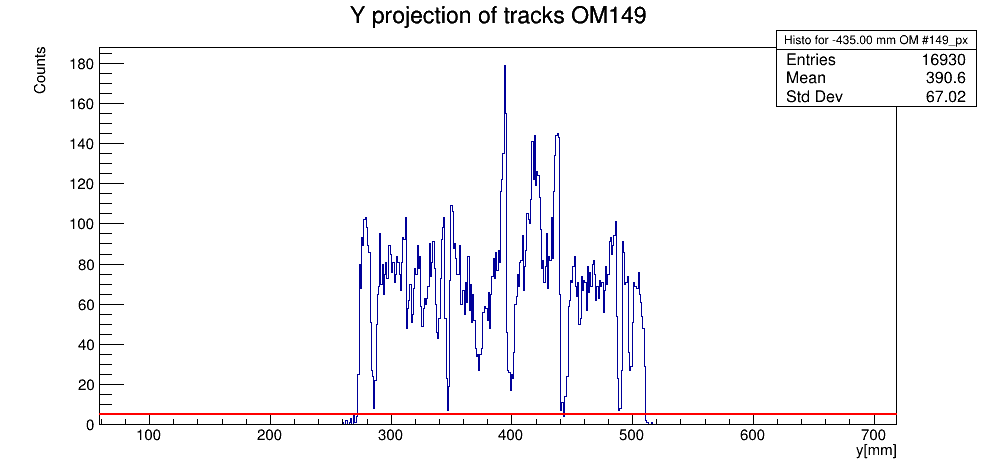 Y projection of tracks OM149
Histo for -435.00 mm OM #149_px
Entries 16930
Mean 390.6
Std Dev 67.02
Counts
180
160
140
120
100
80
60
40
20
0
100 200 300 400 500 600 700
y[mm]